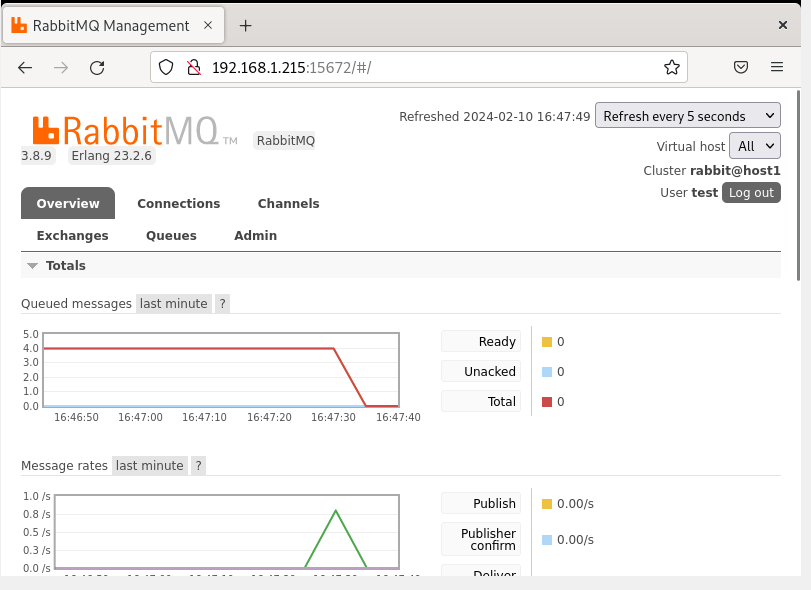 RabbitMQ Management
192.168.1.215:15672/#/
Refreshed 2024-02-10 16:47:49 Refresh every 5 seconds
RabbitMQ TM RabbitMQ
3.8.9 Erlang 23.2.6
Virtual host All
Cluster rabbit@host1
User test Log out
Overview Connections Channels
Exchanges Queues Admin
Totals
Queued messages last minute ?
5.0
4.0
3.0
2.0
1.0
0.0
16:46:50 16:47:00 16:47:10 16:47:20 16:47:30 16:47:40
Ready 0
Unacked 0
Total 0
Message rates last minute ?
1.0 /s
0.8 /s
0.5 /s
0.3 /s
0.0 /s
Publish 0.00/s
Publisher
confirm 0.00/s
Deliver